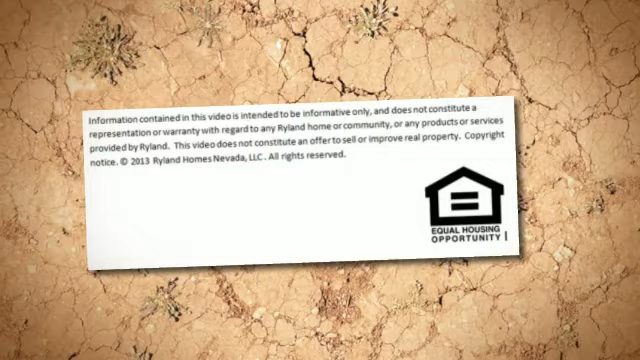 Information contained in this video is intended to be informative only, and does not constitute a
representation or warranty with regard to any Ryland home or community, or any products or services
provided by Ryland. This video does not constitute an offer to sell or improve real property. Copyright
notice. © 2013 Ryland Homes Nevada, LLC. All rights reserved.
EQUAL HOUSING
OPPORTUNITY